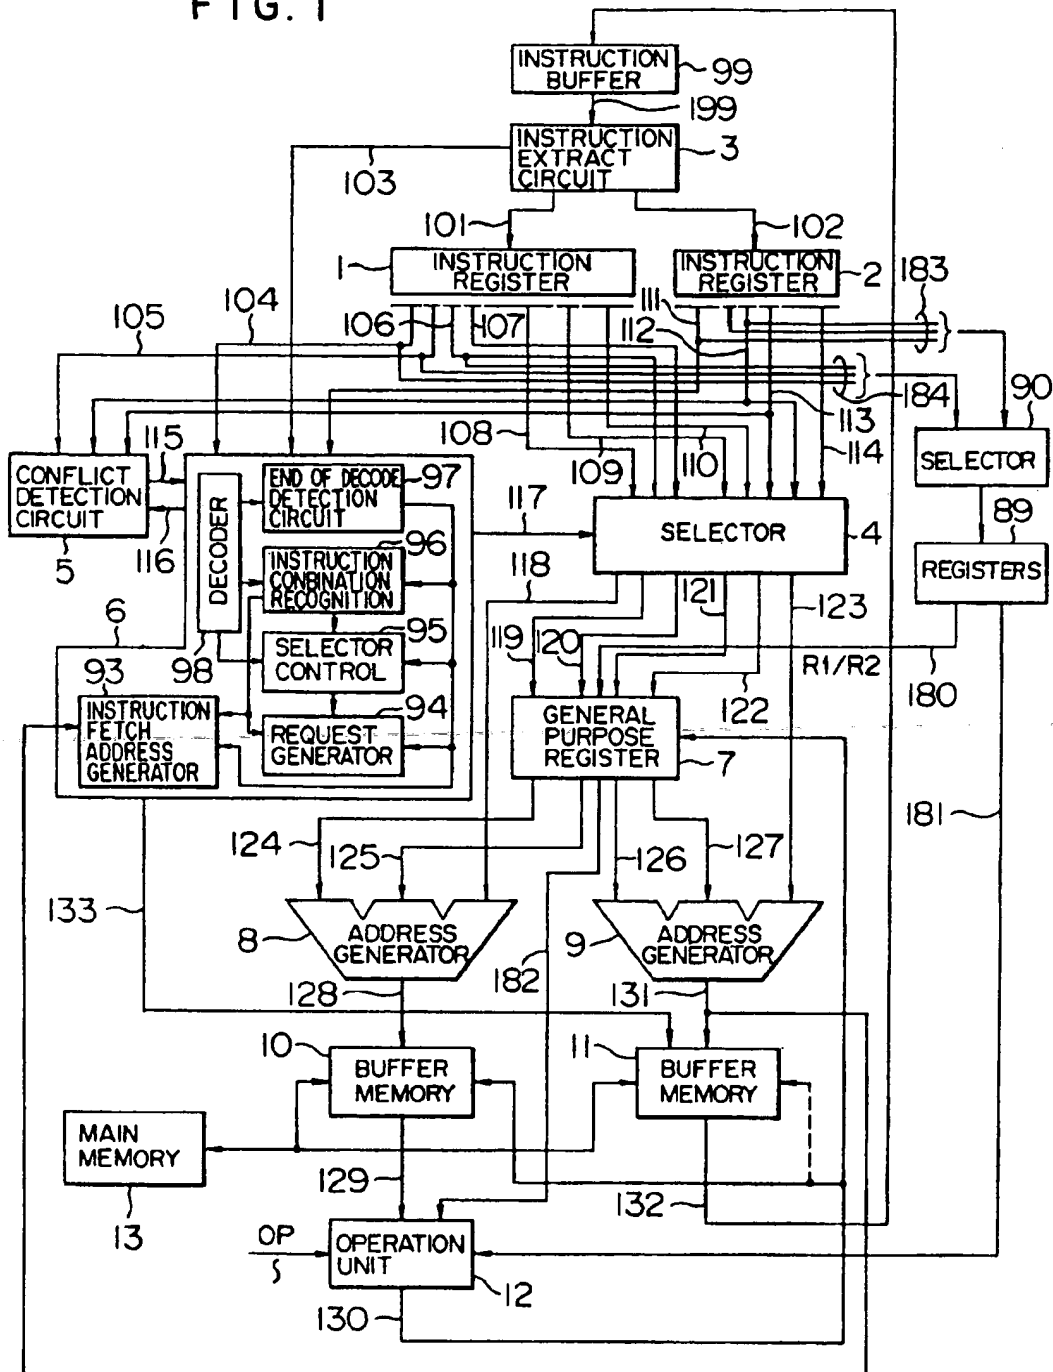 FIG. 1
INSTRUCTION
BUFFER
99
199
INSTRUCTION
EXTRACT
CIRCUIT
3
103
101
102
1
INSTRUCTION
REGISTER
INSTRUCTION
REGISTER
2
183
105
104
106
107
111
112
184
113
90
108
109
110
114
SELECTOR
CONFLICT
DETECTION
CIRCUIT
5
115
116
DECODER
98
END OF DECODE
DETECTION
CIRCUIT
97
117
SELECTOR
4
89
REGISTERS
96
INSTRUCTION
CONBINATION
RECOGNITION
118
121
123
6
95
SELECTOR
CONTROL
119
120
R1/R2
180
93
INSTRUCTION
FETCH
ADDRESS
GENERATOR
94
REQUEST
GENERATOR
GENERAL
PURPOSE
REGISTER
7
122
181
124
125
126
127
133
8
ADDRESS
GENERATOR
9
ADDRESS
GENERATOR
128
182
131
10
BUFFER
MEMORY
11
BUFFER
MEMORY
MAIN
MEMORY
13
129
132
OP
OPERATION
UNIT
12
130